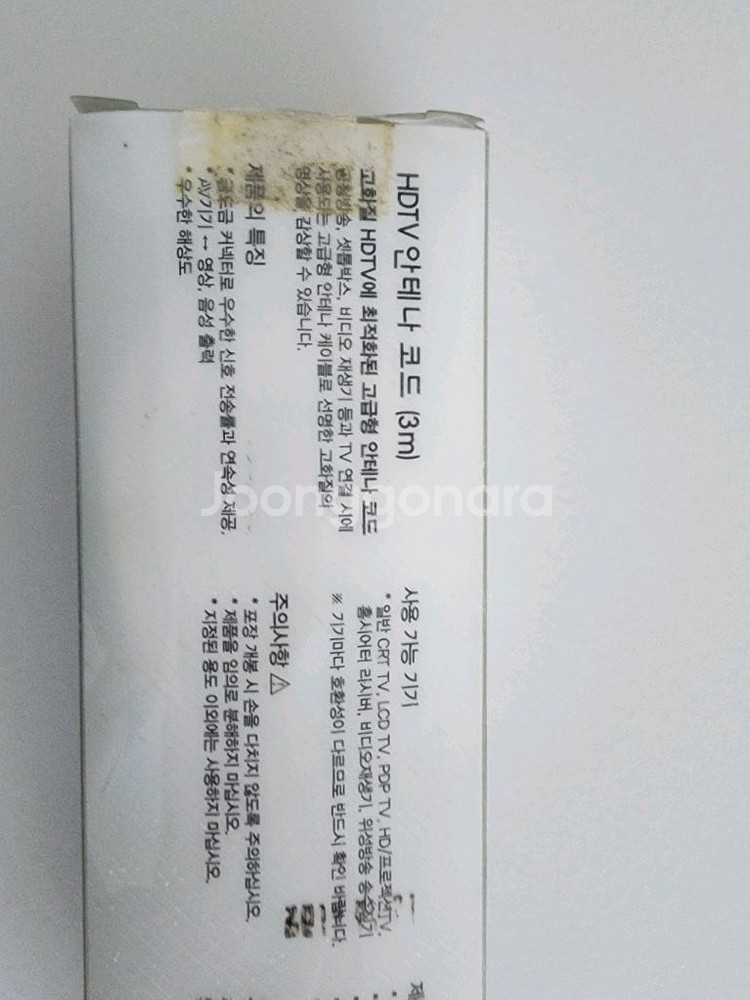 HDTV 안테나 코드 (3m)
고화질 HDTV에 최적화된 고급형 안테나 코드
공청방송, 셋톱박스, 비디오 재생기 등과 TV 연결 시에
사용되는 고급형 안테나 케이블로 선명한 고화질의
영상을 감상할 수 있습니다.
제품의 특징
• 금도금 커넥터로 우수한 신호 전송률과 연속성 제공.
• AV기기 ↔ 영상, 음성 출력
• 우수한 해상도
사용 가능 기기
• 일반 CRT TV, LCD TV, PDP TV, HD/프로젝션TV,
홈시어터 리시버, 비디오재생기, 위성방송 송수신기
※ 기기마다 호환성이 다르므로 반드시 확인 바랍니다.
주의사항 ⚠
• 포장 개봉 시 손을 다치지 않도록 주의하십시오.
• 제품을 임의로 분해하지 마십시오.
• 지정된 용도 이외에는 사용하지 마십시오.
Joonggonara